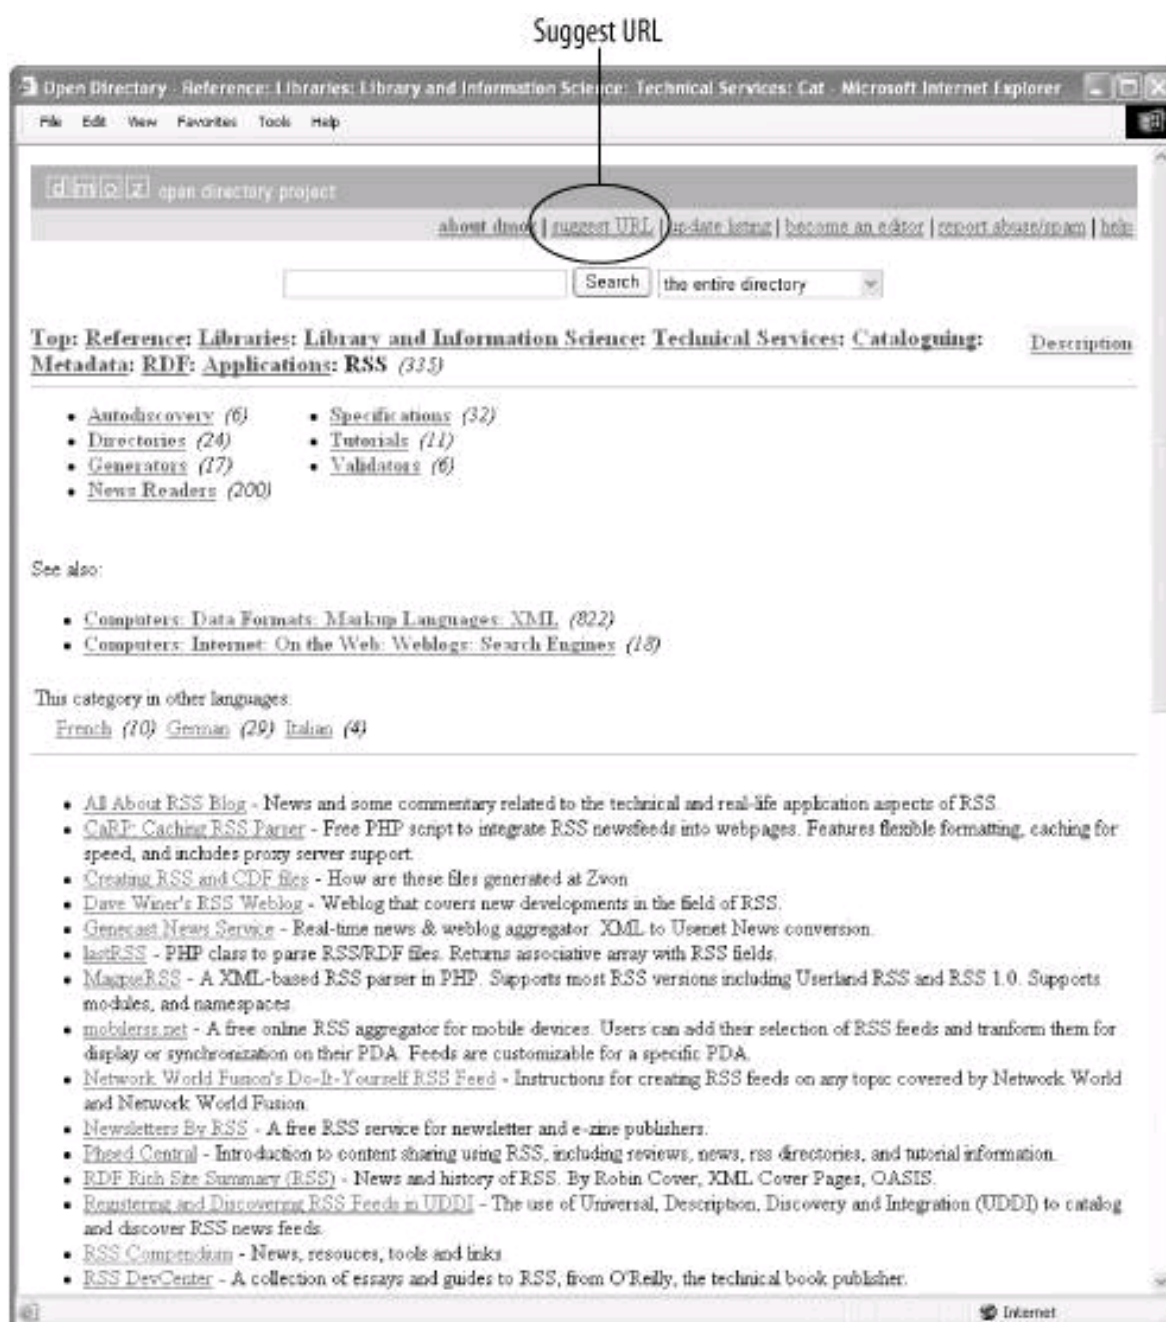 Suggest URL
Open Directory - Reference: Libraries: Library and Information Science: Technical Services: Cat - Microsoft Internet Explorer
File Edit View Favorites Tools Help
dmoz open directory project
about dmoz | suggest URL | update listing | become an editor | report abuse/spam | help
Search the entire directory
Top: Reference: Libraries: Library and Information Science: Technical Services: Cataloguing: Description
Metadata: RDF: Applications: RSS (335)
• Autodiscovery (6) • Specifications (32)
• Directories (24) • Tutorials (11)
• Generators (17) • Validators (6)
• News Readers (200)
See also:
• Computers: Data Formats: Markup Languages: XML (822)
• Computers: Internet: On the Web: Weblogs: Search Engines (18)
This category in other languages:
French (10) German (29) Italian (4)
• All About RSS Blog - News and some commentary related to the technical and real-life application aspects of RSS.
• CaRP: Caching RSS Parser - Free PHP script to integrate RSS newsfeeds into webpages. Features flexible formatting, caching for
speed, and includes proxy server support.
• Creating RSS and CDF files - How are these files generated at Zvon
• Dave Winer's RSS Weblog - Weblog that covers new developments in the field of RSS.
• Genecast News Service - Real-time news & weblog aggregator. XML to Usenet News conversion.
• lastRSS - PHP class to parse RSS/RDF files. Returns associative array with RSS fields.
• MagpieRSS - A XML-based RSS parser in PHP. Supports most RSS versions including Userland RSS and RSS 1.0. Supports
modules, and namespaces.
• mobilerss.net - A free online RSS aggregator for mobile devices. Users can add their selection of RSS feeds and tranform them for
display or synchronization on their PDA. Feeds are customizable for a specific PDA.
• Network World Fusion's Do-It-Yourself RSS Feed - Instructions for creating RSS feeds on any topic covered by Network World
and Network World Fusion.
• Newsletters By RSS - A free RSS service for newsletter and e-zine publishers.
• Pheed Central - Introduction to content sharing using RSS, including reviews, news, rss directories, and tutorial information.
• RDF Rich Site Summary (RSS) - News and history of RSS. By Robin Cover, XML Cover Pages, OASIS.
• Registering and Discovering RSS Feeds in UDDI - The use of Universal, Description, Discovery and Integration (UDDI) to catalog
and discover RSS news feeds.
• RSS Compendium - News, resouces, tools and links
• RSS DevCenter - A collection of essays and guides to RSS, from O'Reilly, the technical book publisher.
Internet